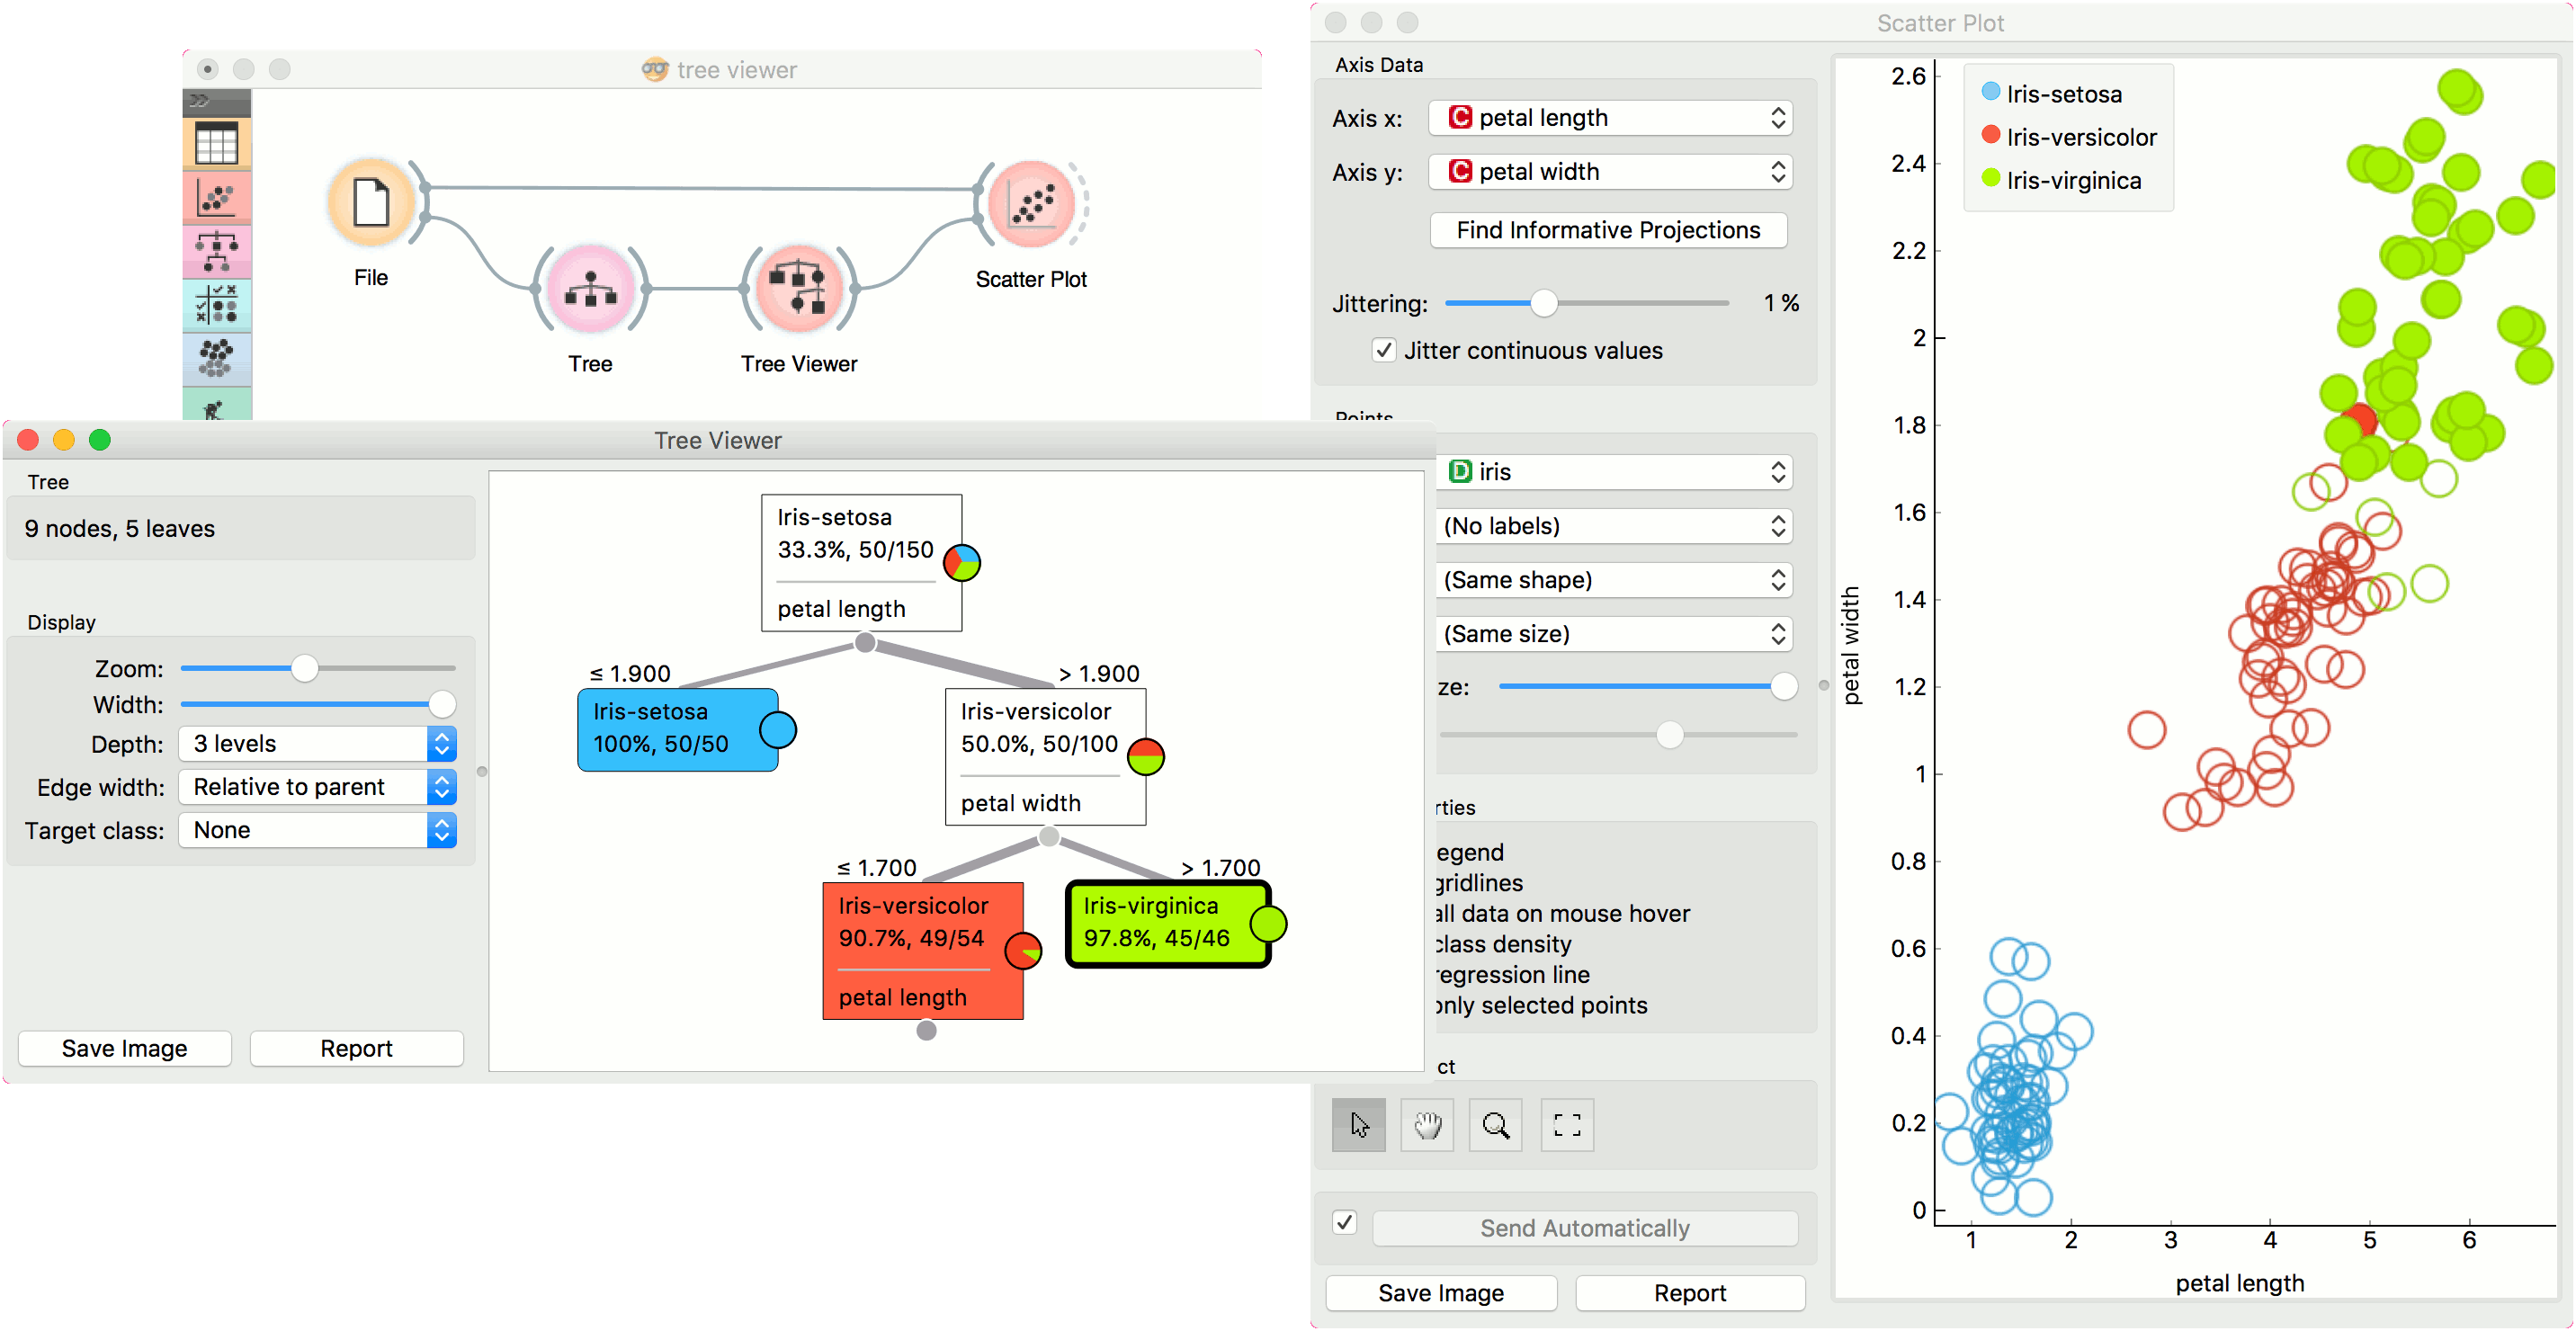 tree viewer
File
Tree
Tree Viewer
Scatter Plot
Tree Viewer
Tree
9 nodes, 5 leaves
Display
Zoom:
Width:
Depth: 3 levels
Edge width: Relative to parent
Target class: None
Save Image Report
Iris-setosa
33.3%, 50/150
petal length
≤ 1.900 > 1.900
Iris-setosa
100%, 50/50
Iris-versicolor
50.0%, 50/100
petal width
≤ 1.700 > 1.700
Iris-versicolor
90.7%, 49/54
petal length
Iris-virginica
97.8%, 45/46
Scatter Plot
Axis Data
Axis x: C petal length
Axis y: C petal width
Find Informative Projections
Jittering: 1 %
Jitter continuous values
Points
D iris
(No labels)
(Same shape)
(Same size)
ze:
rties
egend
gridlines
all data on mouse hover
class density
regression line
only selected points
ct
Send Automatically
Save Image Report
Iris-setosa
Iris-versicolor
Iris-virginica
2.6
2.4
2.2
2
1.8
1.6
1.4
1.2
1
0.8
0.6
0.4
0.2
0
petal width
1 2 3 4 5 6
petal length